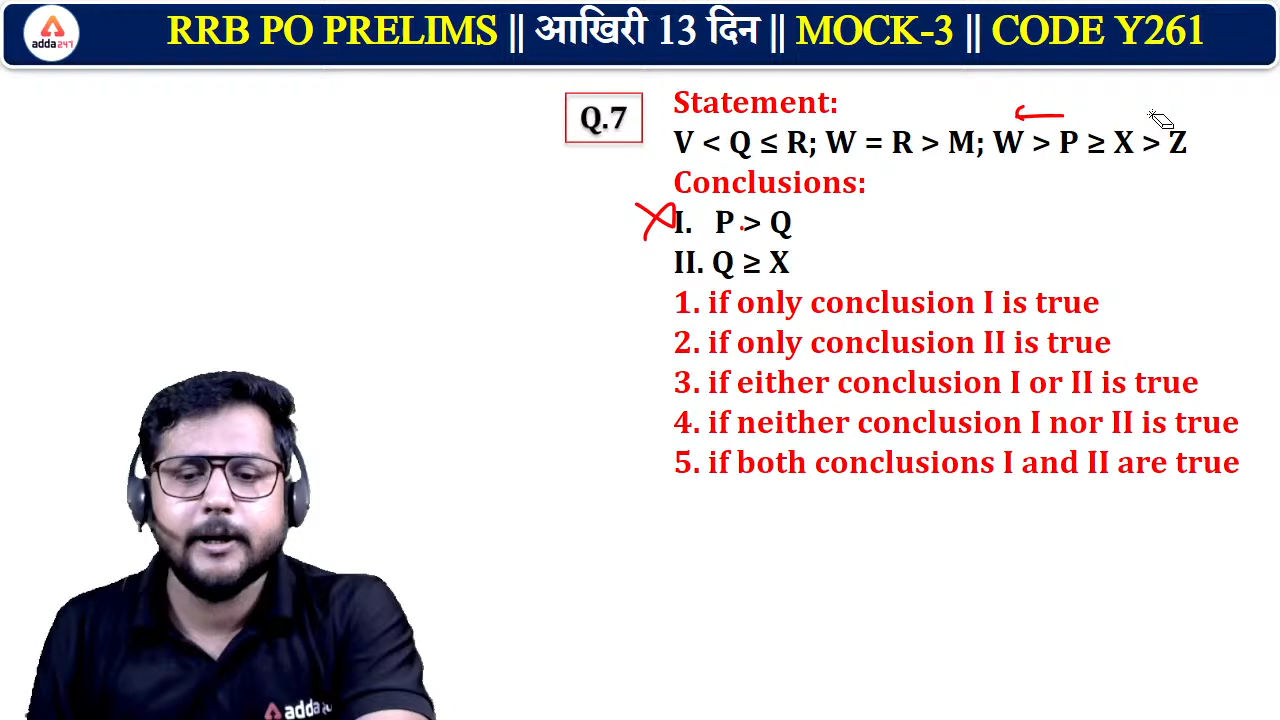 adda247
RRB PO PRELIMS || आखिरी 13 दिन || MOCK-3 || CODE Y261
Q.7
Statement:
V < Q ≤ R; W = R > M; W > P ≥ X > Z
Conclusions:
I. P > Q
II. Q ≥ X
1. if only conclusion I is true
2. if only conclusion II is true
3. if either conclusion I or II is true
4. if neither conclusion I nor II is true
5. if both conclusions I and II are true
adda247